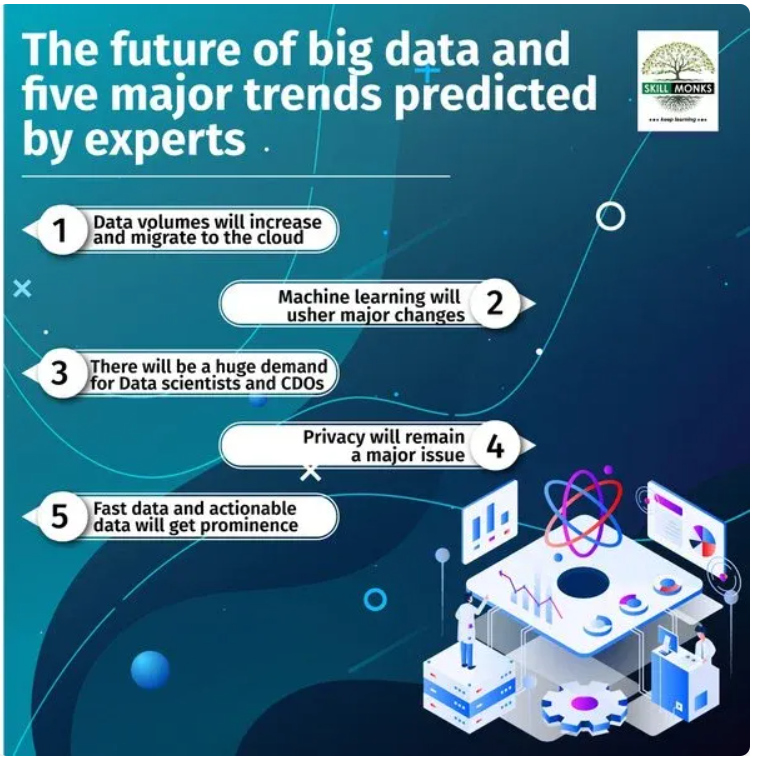 The future of big data and
five major trends predicted
by experts
SKILL MONKS
keep learning
1
Data volumes will increase
and migrate to the cloud
Machine learning will
usher major changes
2
3
There will be a huge demand
for Data scientists and CDOs
Privacy will remain
a major issue
4
5
Fast data and actionable
data will get prominence